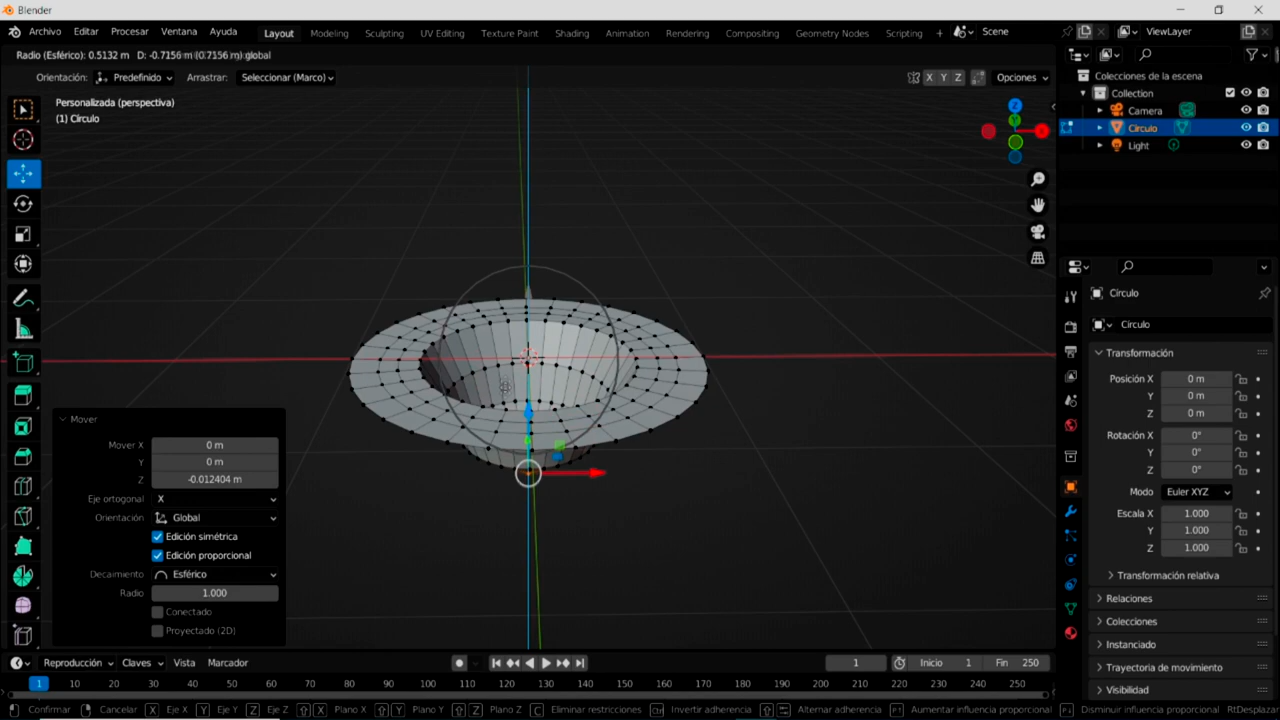 Blender
Archivo Editar Procesar Ventana Ayuda Layout Modeling Sculpting UV Editing Texture Paint Shading Animation Rendering Compositing Geometry Nodes Scripting + Scene ViewLayer
Radio (Esférico): 0.5132 m D: -0.7156 m (0.7156 m) global
Orientación: Predefinido Arrastrar: Seleccionar (Marco) X Y Z Opciones
Personalizada (perspectiva)
(1) Círculo
Z
Y
Colecciones de la escena
Collection
Camera
Círculo
Light
Círculo
Círculo
Transformación
Posición X 0 m
Y 0 m
Z 0 m
Rotación X 0°
Y 0°
Z 0°
Modo Euler XYZ
Escala X 1.000
Y 1.000
Z 1.000
Transformación relativa
Relaciones
Colecciones
Instanciado
Trayectoria de movimiento
Visibilidad
Mover
Mover X 0 m
Y 0 m
Z -0.012404 m
Eje ortogonal X
Orientación Global
Edición simétrica
Edición proporcional
Decaimiento Esférico
Radio 1.000
Conectado
Proyectado (2D)
Reproducción Claves Vista Marcador 1 Inicio 1 Fin 250
1 10 20 30 40 50 60 70 80 90 100 110 120 130 140 150 160 170 180 190 200 210 220 230 240 250
Confirmar Cancelar X Eje X Y Eje Y Z Eje Z X Plano X Y Plano Y Z Plano Z C Eliminar restricciones Ctrl Invertir adherencia Alternar adherencia Aumentar influencia proporcional Disminuir influencia proporcional